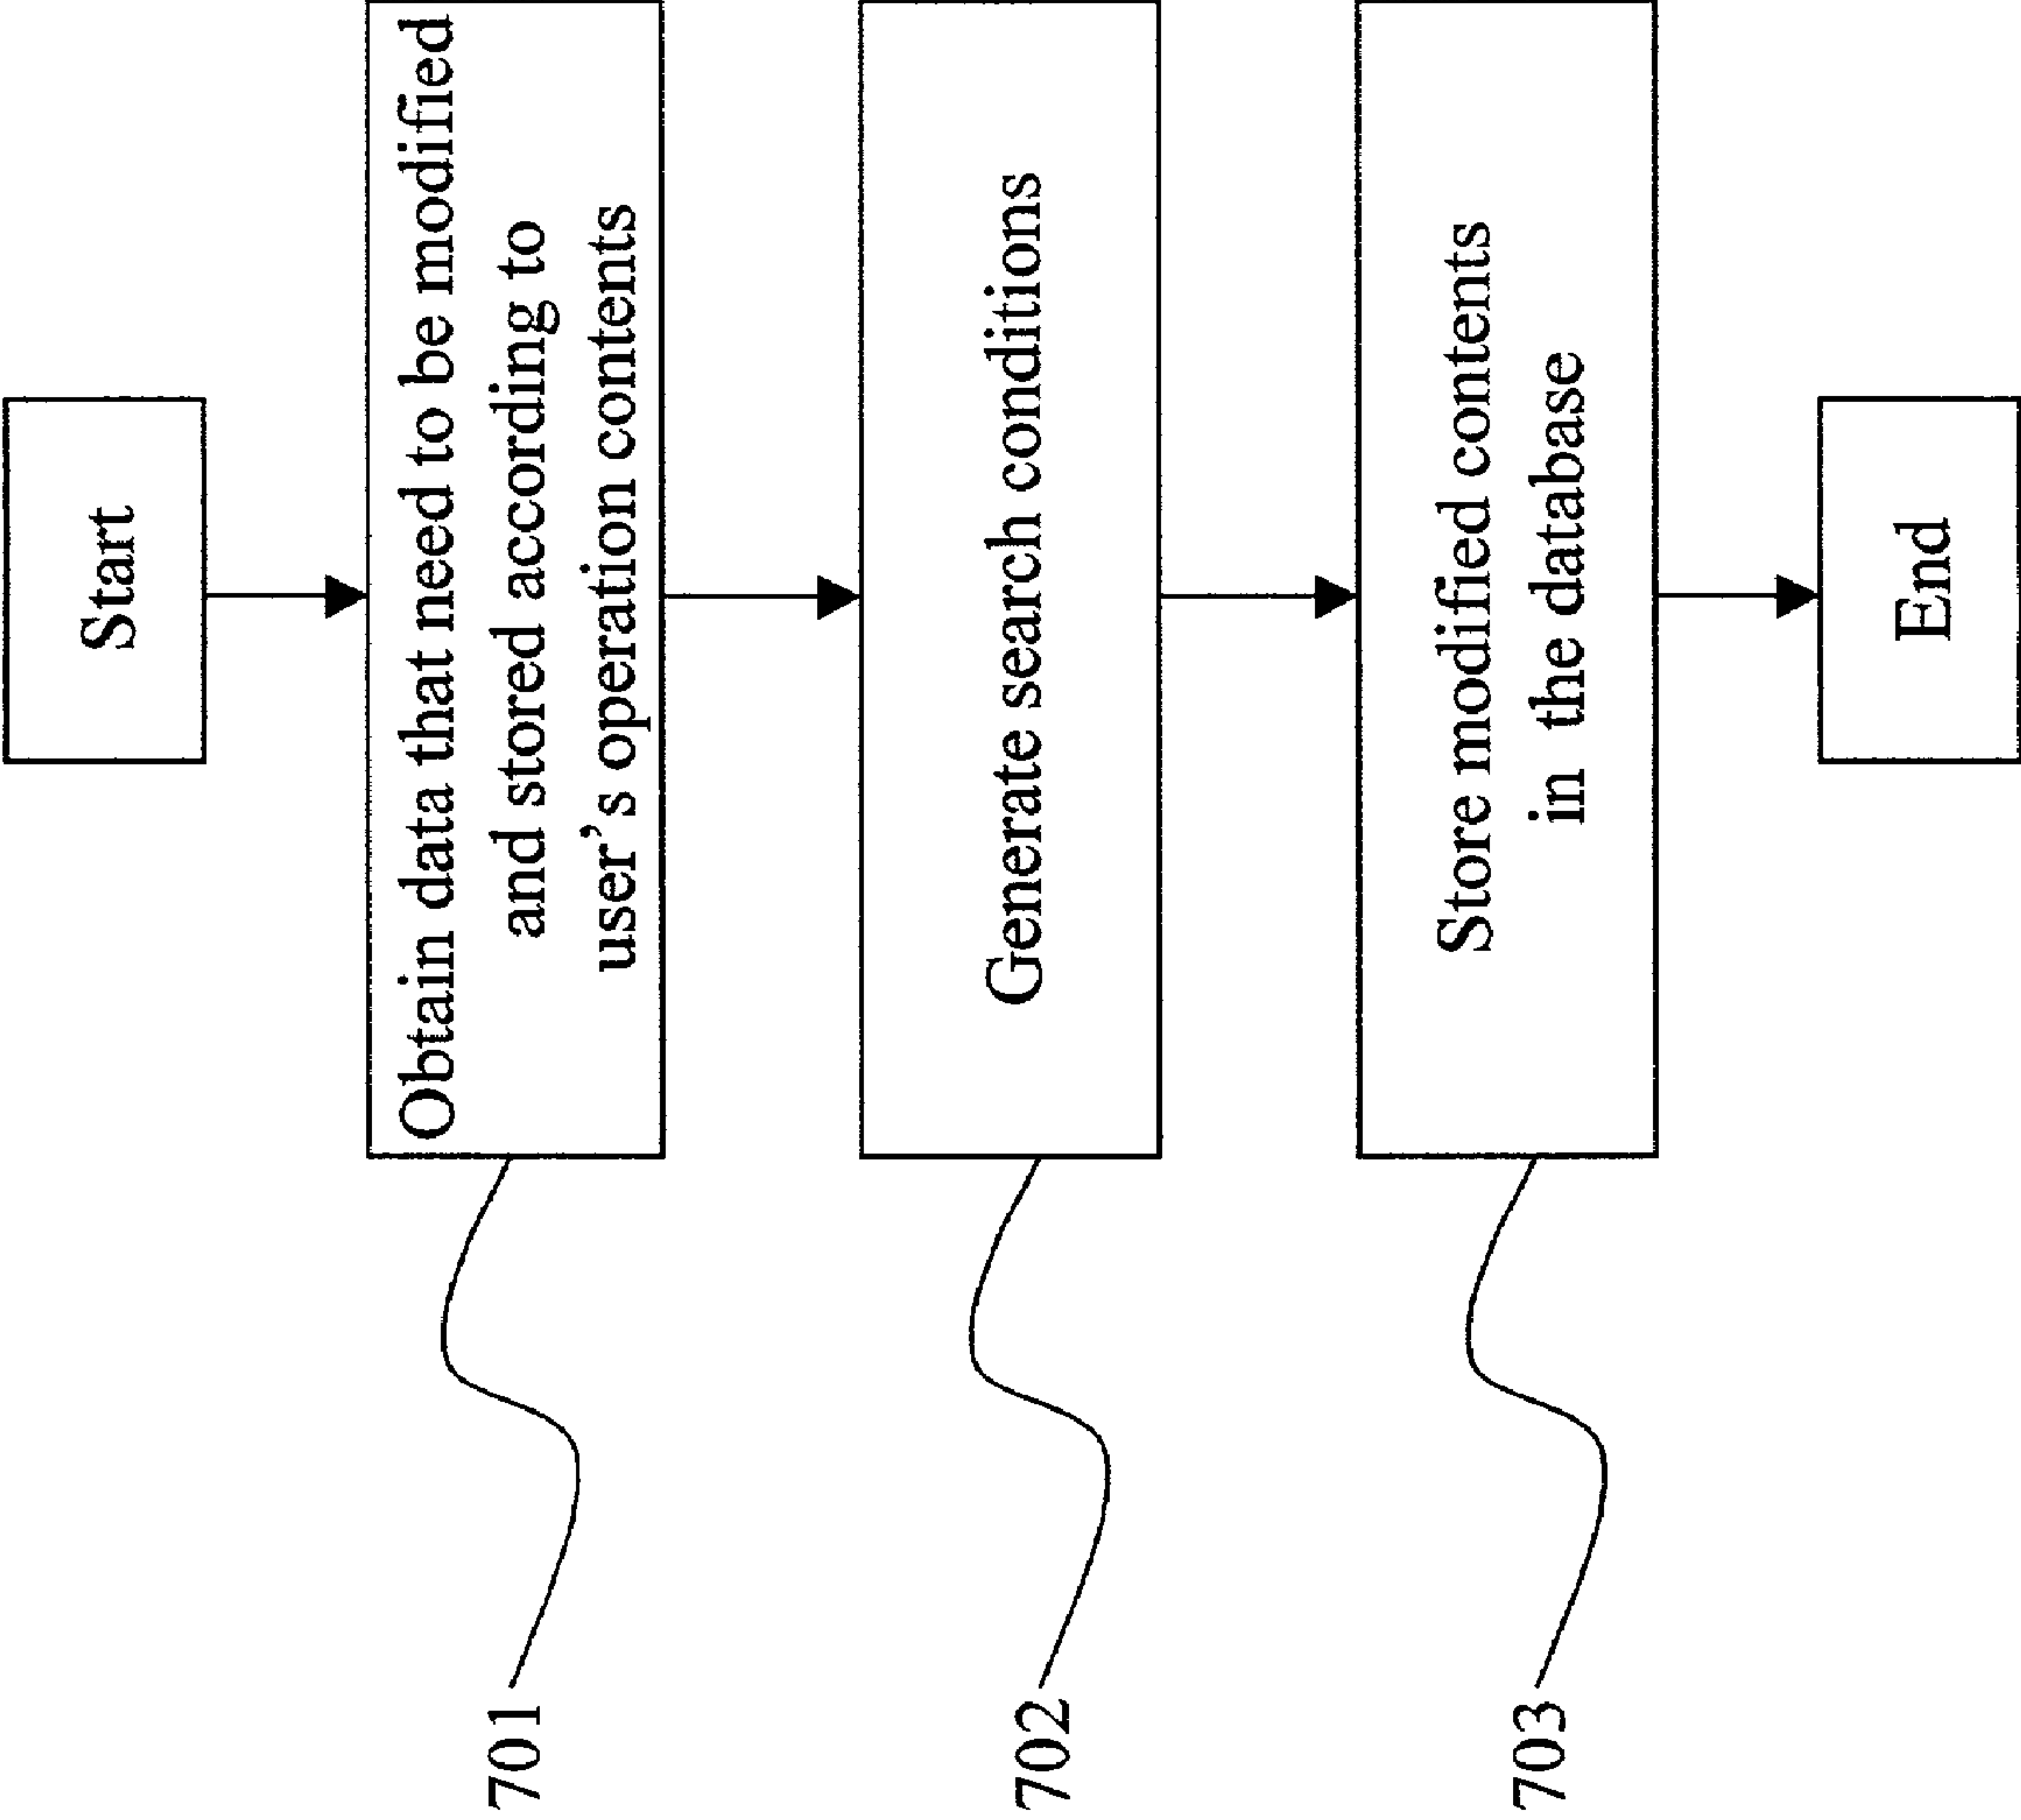 Start
Obtain data that need to be modified
and stored according to
user's operation contents
701
Generate search conditions
702
Store modified contents
in the database
703
End